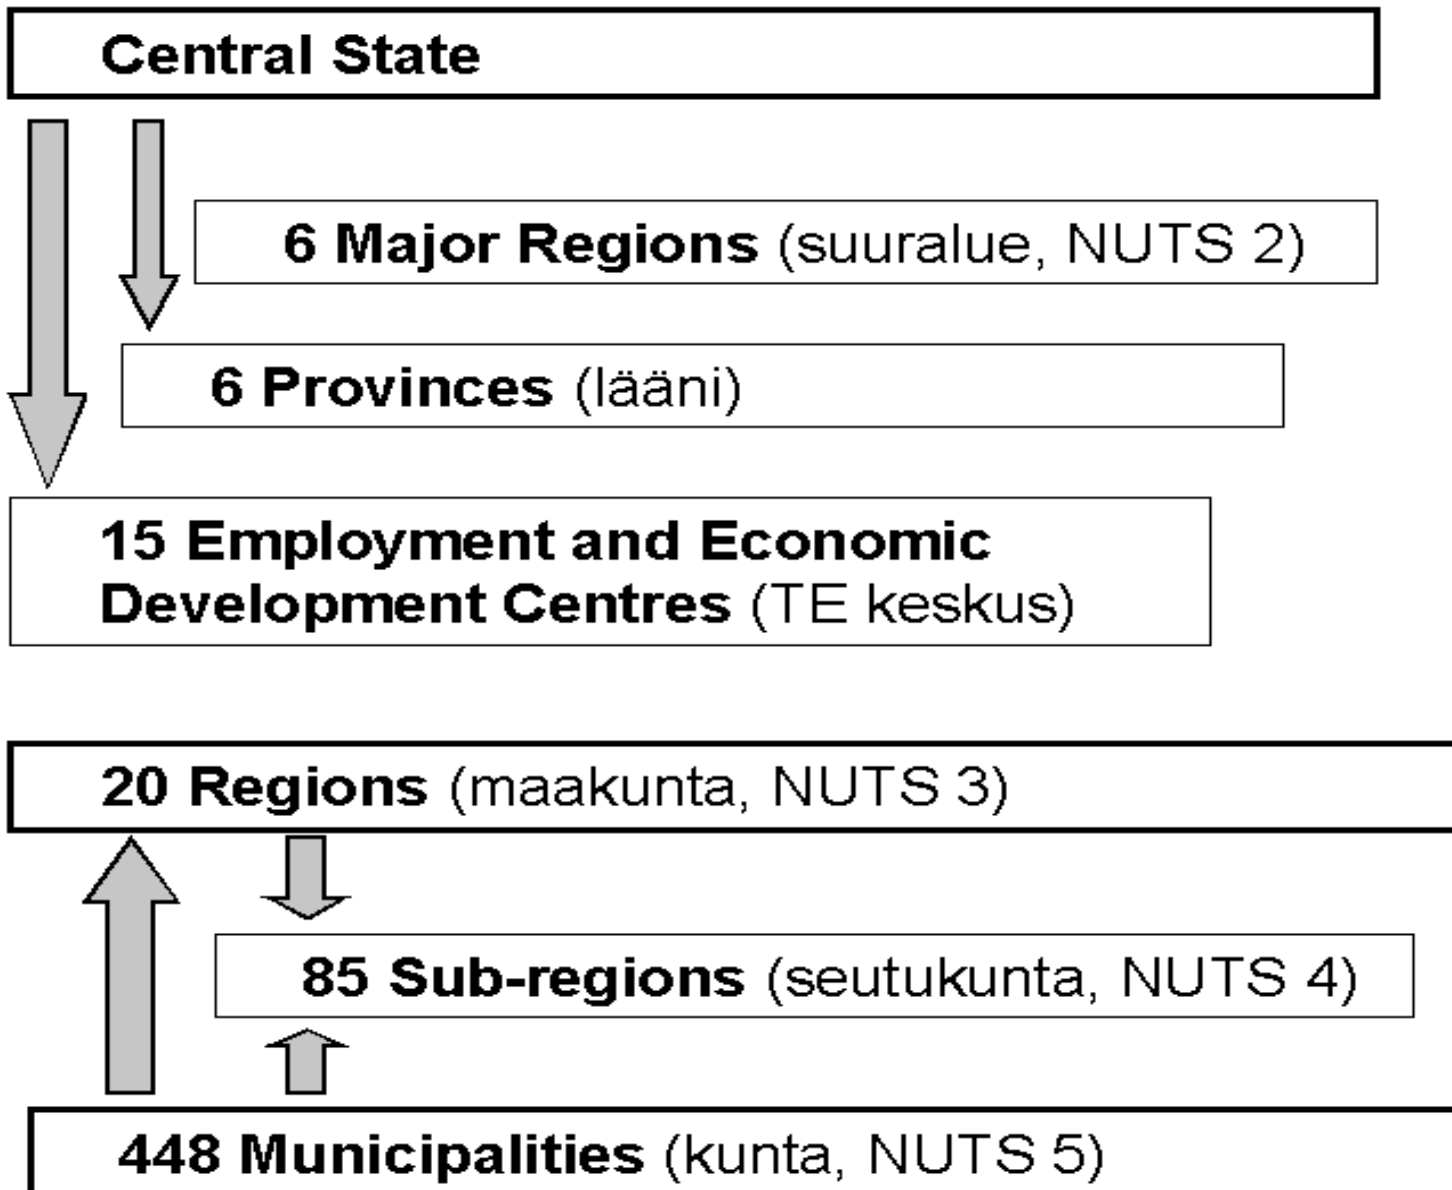 Central State
6 Major Regions (suuralue, NUTS 2)
6 Provinces (lääni)
15 Employment and Economic
Development Centres (TE keskus)
20 Regions (maakunta, NUTS 3)
85 Sub-regions (seutukunta, NUTS 4)
448 Municipalities (kunta, NUTS 5)